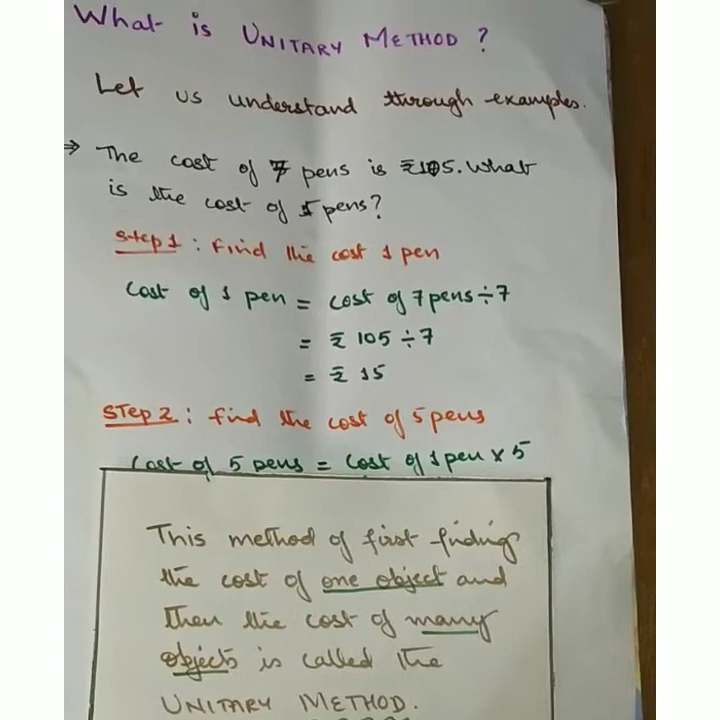 What is UNITARY METHOD ?
Let us understand through examples.
⇒ The cost of 7 pens is ₹105. What
is the cost of 5 pens?
Step 1 : Find the cost 1 pen
Cost of 1 pen = cost of 7 pens ÷ 7
= ₹ 105 ÷ 7
= ₹ 15
STep 2 : find the cost of 5 pens
Cost of 5 pens = cost of 1 pen × 5
This method of first finding
the cost of one object and
then the cost of many
objects is called the
UNITARY METHOD.